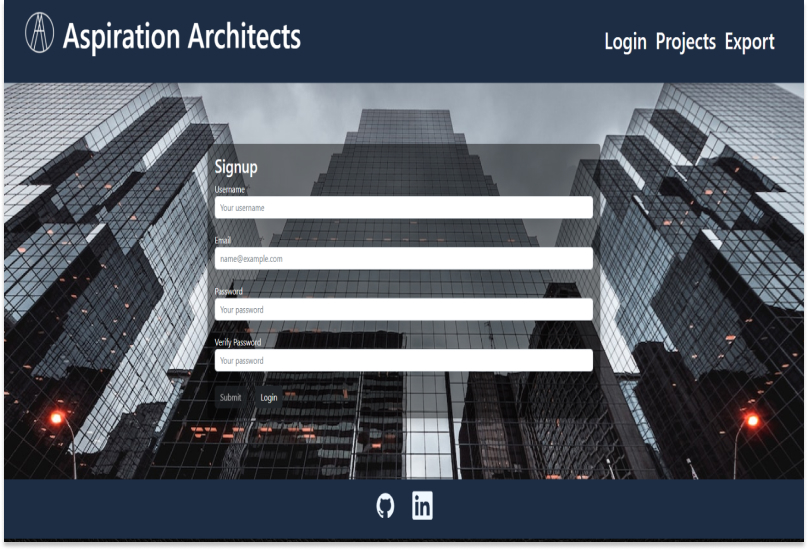 Aspiration Architects
Login Projects Export
Signup
Username
Your username
Email
name@example.com
Password
Your password
Verify Password
Your password
Submit Login
in